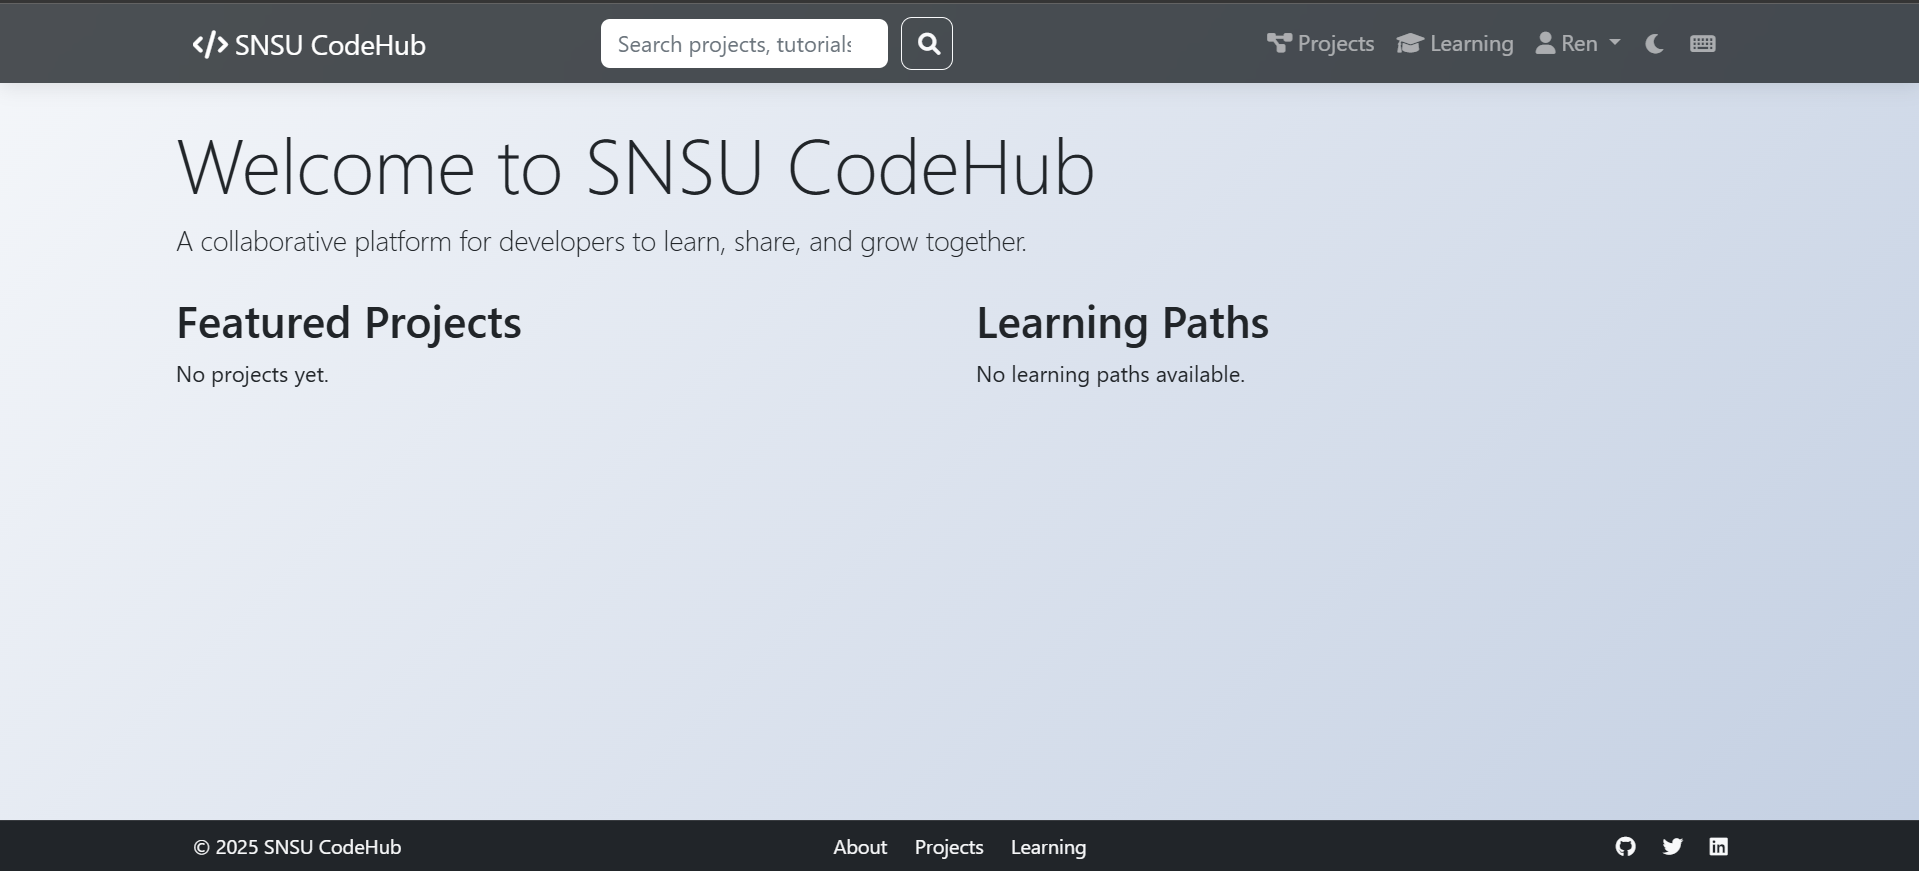 SNSU CodeHub
Search projects, tutorials
Projects
Learning
Ren
Welcome to SNSU CodeHub
A collaborative platform for developers to learn, share, and grow together.
Featured Projects
No projects yet.
Learning Paths
No learning paths available.
© 2025 SNSU CodeHub
About
Projects
Learning